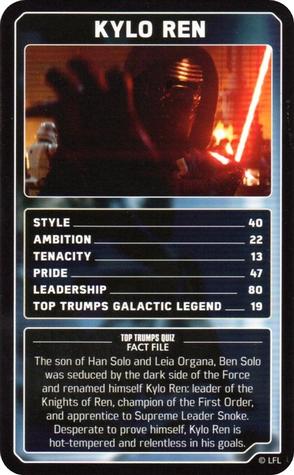 KYLO REN
STYLE 40
AMBITION 22
TENACITY 13
PRIDE 47
LEADERSHIP 80
TOP TRUMPS GALACTIC LEGEND 19
TOP TRUMPS QUIZ
FACT FILE
The son of Han Solo and Leia Organa, Ben Solo
was seduced by the dark side of the Force
and renamed himself Kylo Ren: leader of the
Knights of Ren, champion of the First Order,
and apprentice to Supreme Leader Snoke.
Desperate to prove himself, Kylo Ren is
hot-tempered and relentless in his goals.
© LFL